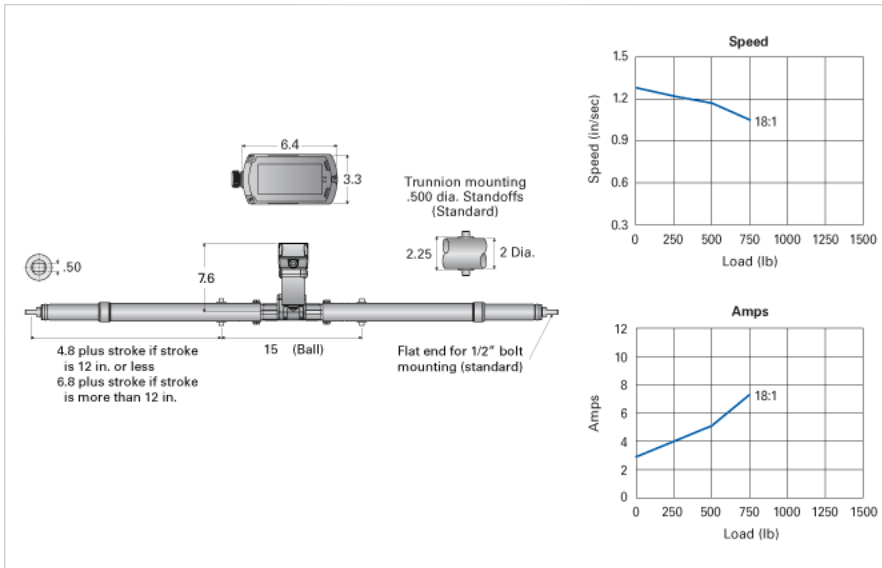 6.4
3.3
Trunnion mounting
.500 dia. Standoffs
(Standard)
2.25
2 Dia.
.50
7.6
4.8 plus stroke if stroke
is 12 in. or less
6.8 plus stroke if stroke
is more than 12 in.
15 (Ball)
Flat end for 1/2" bolt
mounting (standard)
Speed
Speed (in/sec)
1.5
1.2
0.9
0.6
0.3
18:1
0 250 500 750 1000 1250 1500
Load (lb)
Amps
Amps
12
10
8
6
4
2
0
18:1
0 250 500 750 1000 1250 1500
Load (lb)